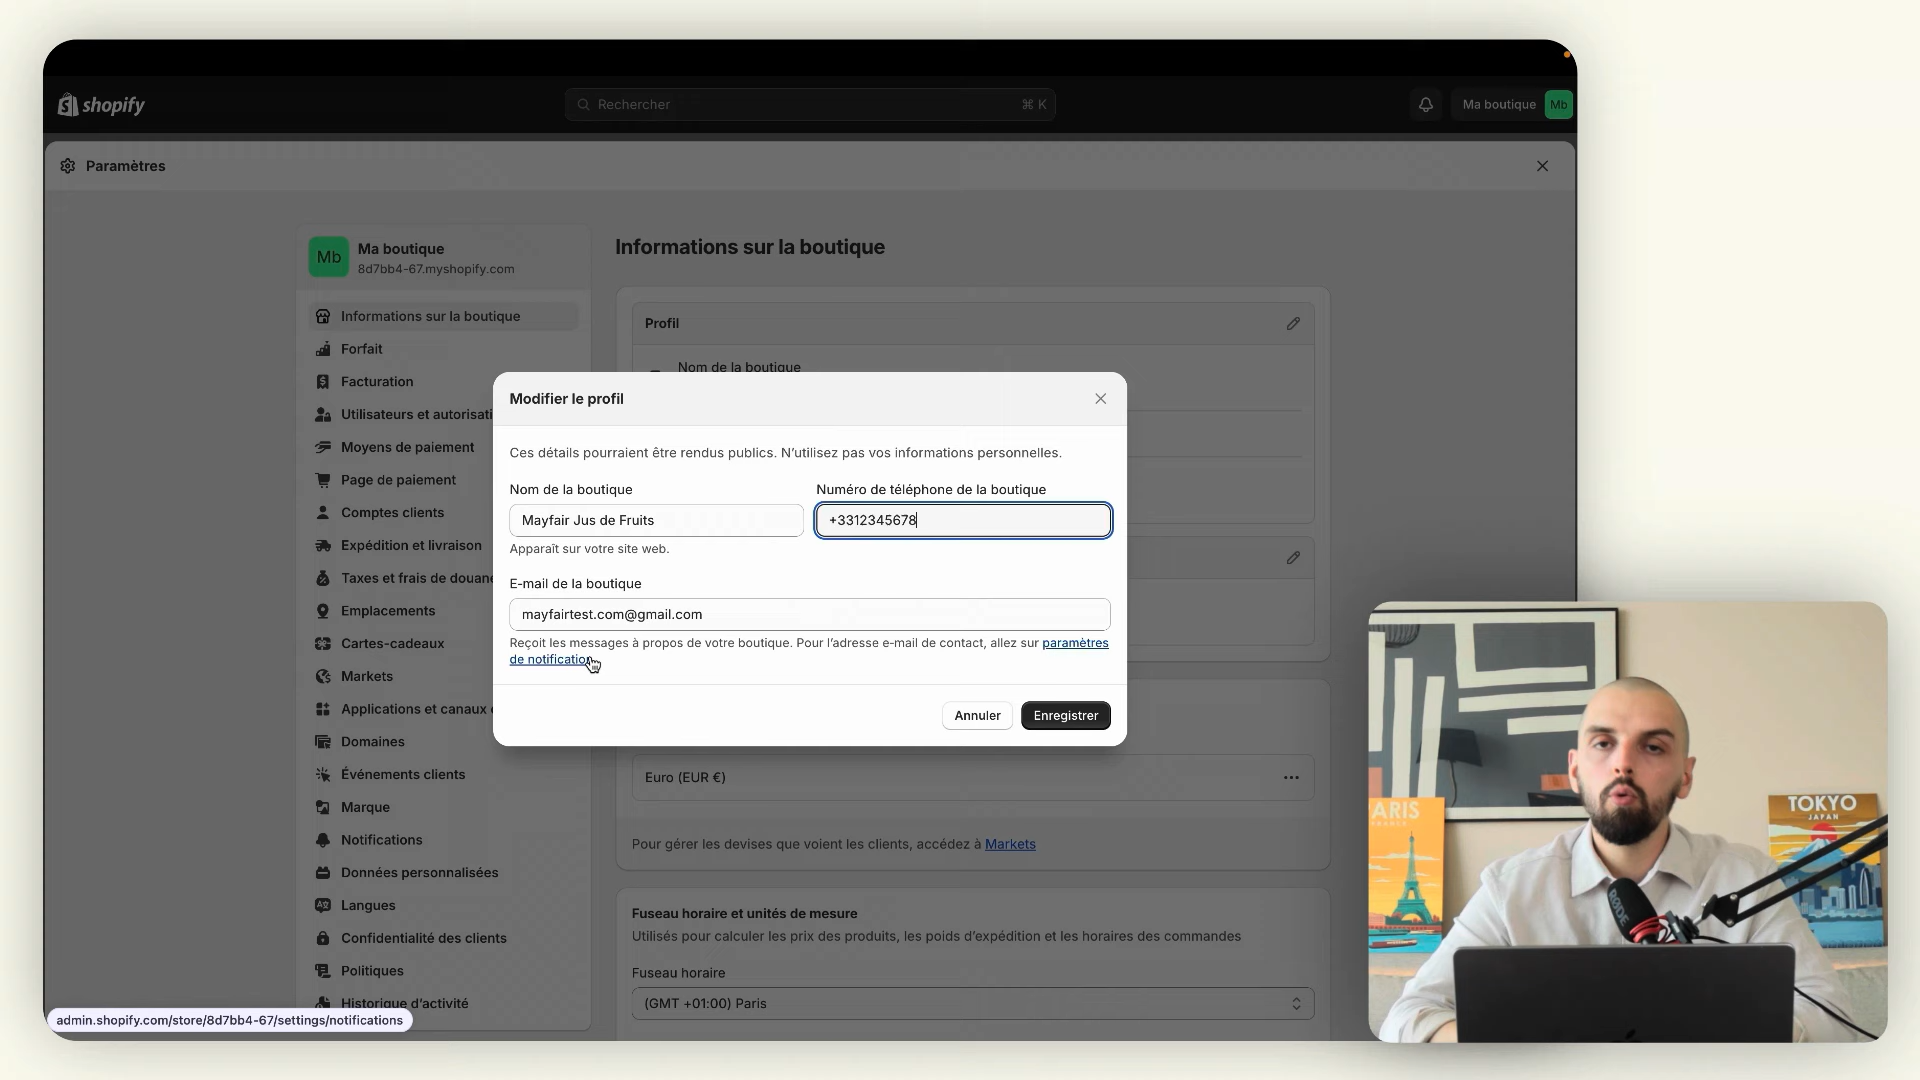 shopify
Rechercher
⌘ K
Ma boutique
Mb
Paramètres
Mb
Ma boutique
8d7bb4-67.myshopify.com
Informations sur la boutique
Forfait
Facturation
Utilisateurs et autorisati
Moyens de paiement
Page de paiement
Comptes clients
Expédition et livraison
Taxes et frais de douane
Emplacements
Cartes-cadeaux
Markets
Applications et canaux
Domaines
Événements clients
Marque
Notifications
Données personnalisées
Langues
Confidentialité des clients
Politiques
Historique d'activité
admin.shopify.com/store/8d7bb4-67/settings/notifications
Informations sur la boutique
Profil
Nom de la boutique
Modifier le profil
Ces détails pourraient être rendus publics. N'utilisez pas vos informations personnelles.
Nom de la boutique
Numéro de téléphone de la boutique
Mayfair Jus de Fruits
+3312345678
Apparaît sur votre site web.
E-mail de la boutique
mayfairtest.com@gmail.com
Reçoit les messages à propos de votre boutique. Pour l'adresse e-mail de contact, allez sur paramètres
de notification
Annuler
Enregistrer
Euro (EUR €)
Pour gérer les devises que voient les clients, accédez à Markets
Fuseau horaire et unités de mesure
Utilisés pour calculer les prix des produits, les poids d'expédition et les horaires des commandes
Fuseau horaire
(GMT +01:00) Paris
ARIS
FRANCE
TOKYO
JAPAN
RØDE